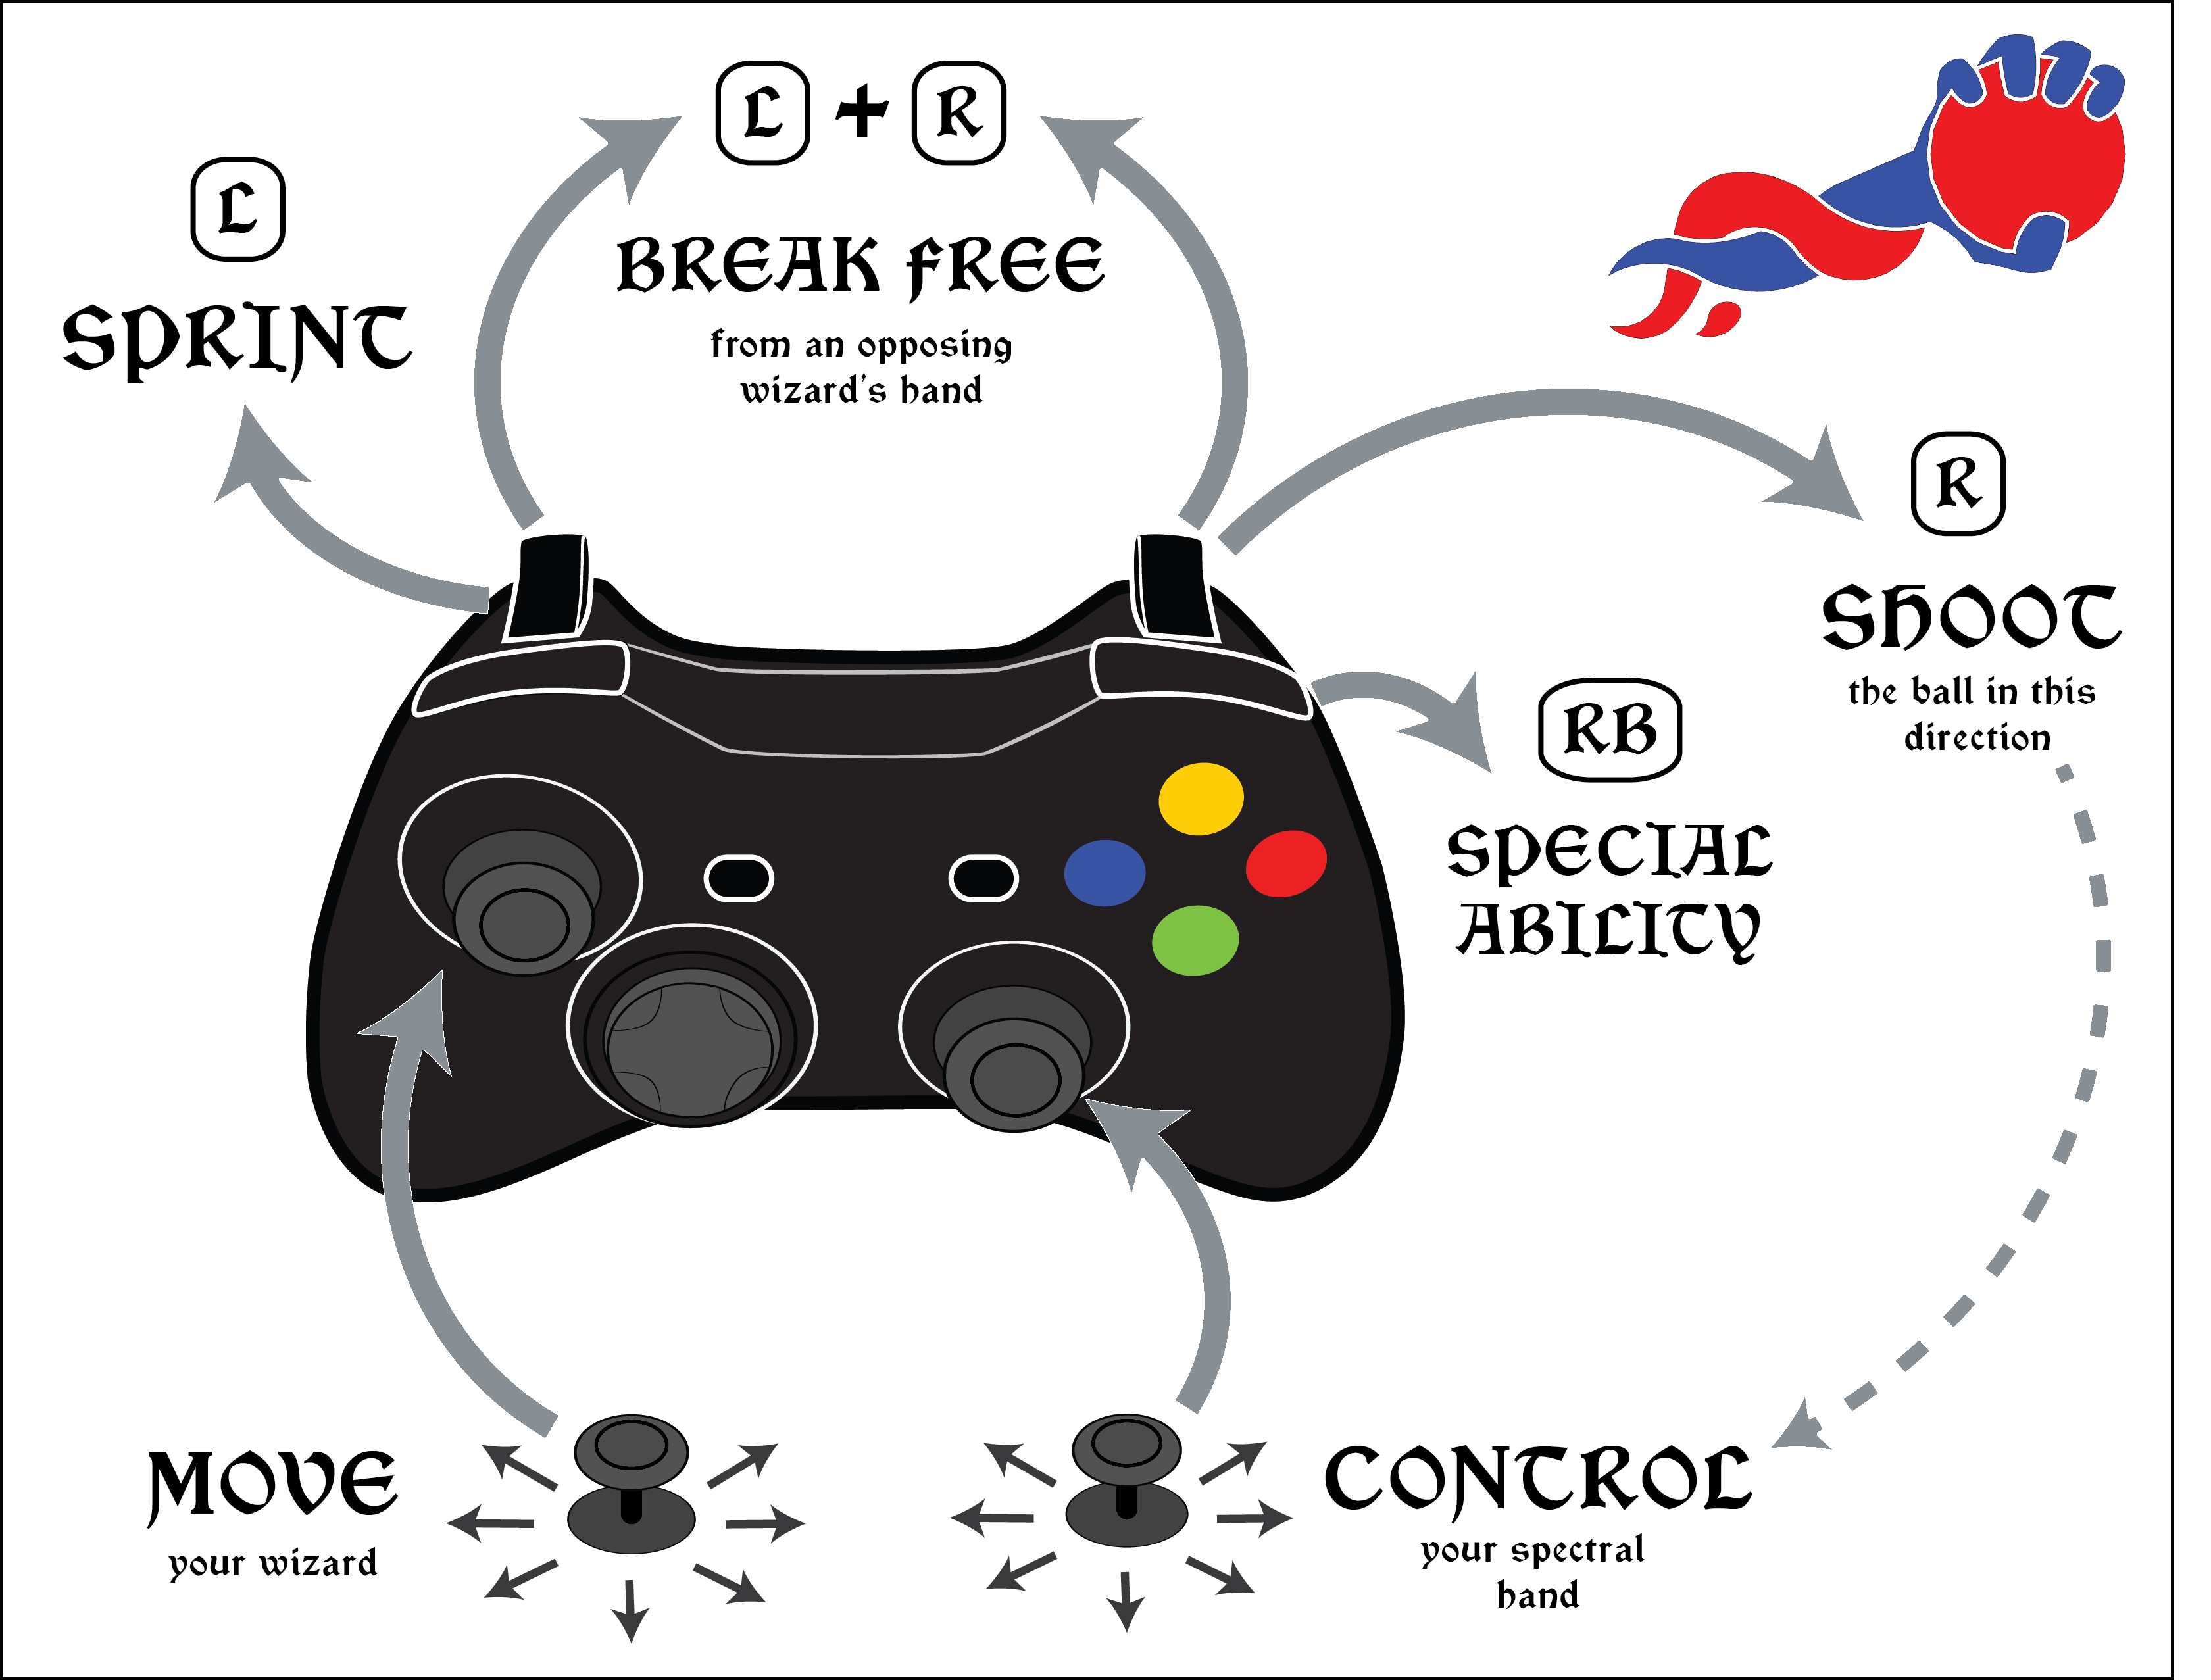 L + R
BREAK FREE
from an opposing
wizard's hand
L
SPRINT
R
SHOOT
the ball in this
direction
RB
SPECIAL
ABILITY
MOVE
your wizard
CONTROL
your spectral
hand